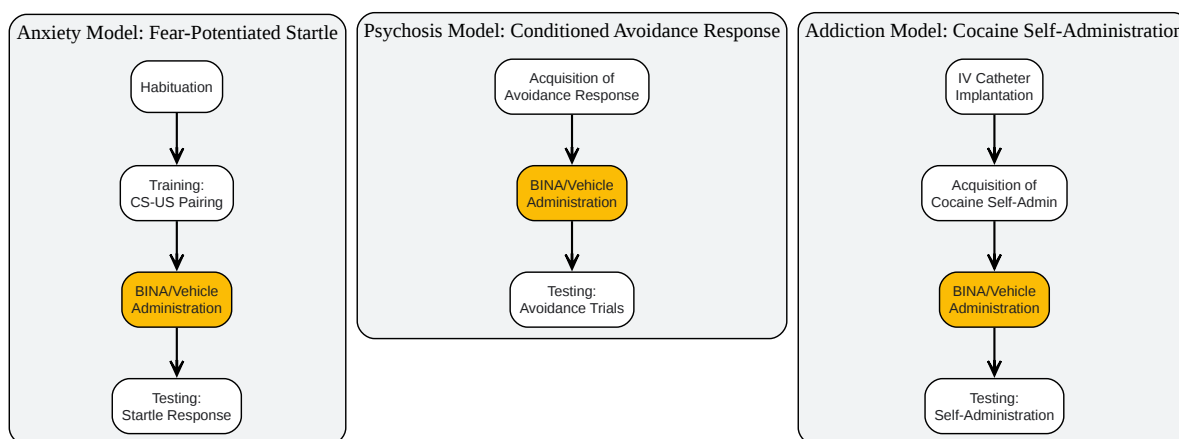 Anxiety Model: Fear-Potentiated Startle
Habituation
Training:
CS-US Pairing
BINA/Vehicle
Administration
Testing:
Startle Response
Psychosis Model: Conditioned Avoidance Response
Acquisition of
Avoidance Response
BINA/Vehicle
Administration
Testing:
Avoidance Trials
Addiction Model: Cocaine Self-Administration
IV Catheter
Implantation
Acquisition of
Cocaine Self-Admin
BINA/Vehicle
Administration
Testing:
Self-Administration